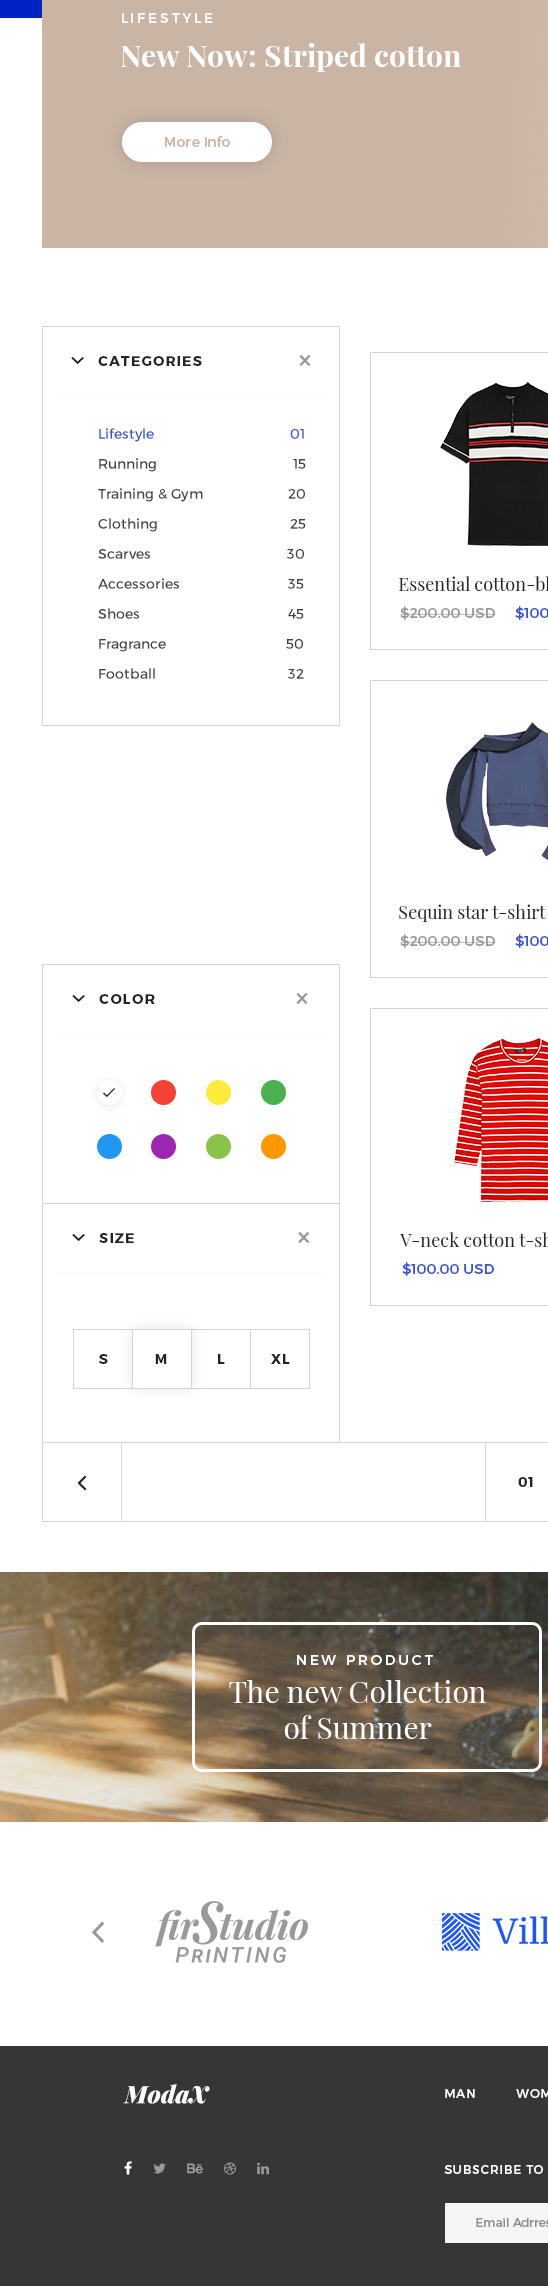 LIFESTYLE
New Now: Striped cotton
More Info
CATEGORIES
Lifestyle 01
Running 15
Training & Gym 20
Clothing 25
Scarves 30
Accessories 35
Shoes 45
Fragrance 50
Football 32
Essential cotton-bl
$200.00 USD $100
Sequin star t-shirt
$200.00 USD $100
COLOR
V-neck cotton t-sh
$100.00 USD
SIZE
S M L XL
01
NEW PRODUCT
The new Collection
of Summer
firStudio
PRINTING
Vill
ModaX
MAN WOM
SUBSCRIBE TO
Email Adrres